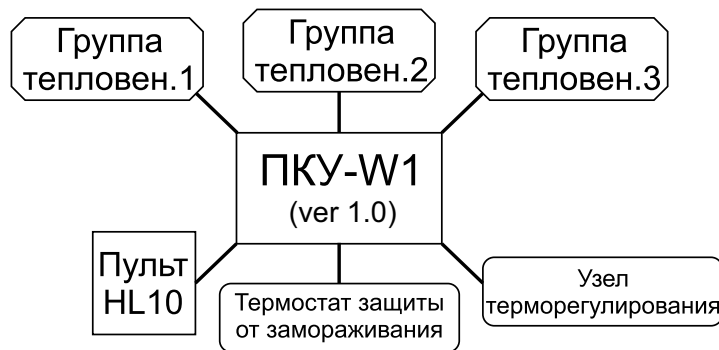 Группа
тепловен.1
Группа
тепловен.2
Группа
тепловен.3
ПКУ-W1
(ver 1.0)
Пульт
HL10
Термостат защиты
от замораживания
Узел
терморегулирования